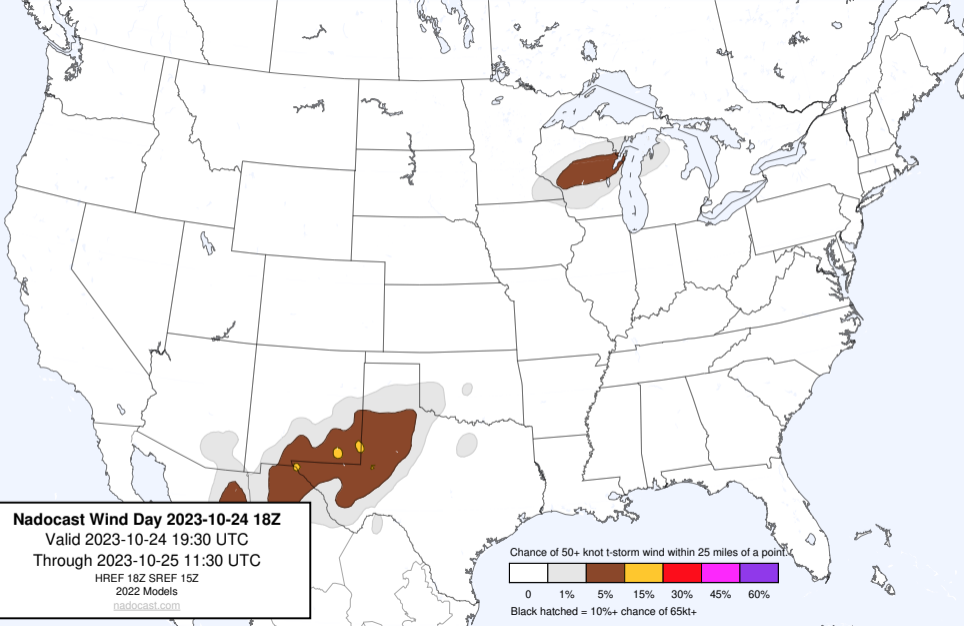 Nadocast Wind Day 2023-10-24 18Z
Valid 2023-10-24 19:30 UTC
Through 2023-10-25 11:30 UTC
HREF 18Z SREF 15Z
2022 Models
nadocast.com
Chance of 50+ knot t-storm wind within 25 miles of a point.
0 1% 5% 15% 30% 45% 60%
Black hatched = 10%+ chance of 65kt+